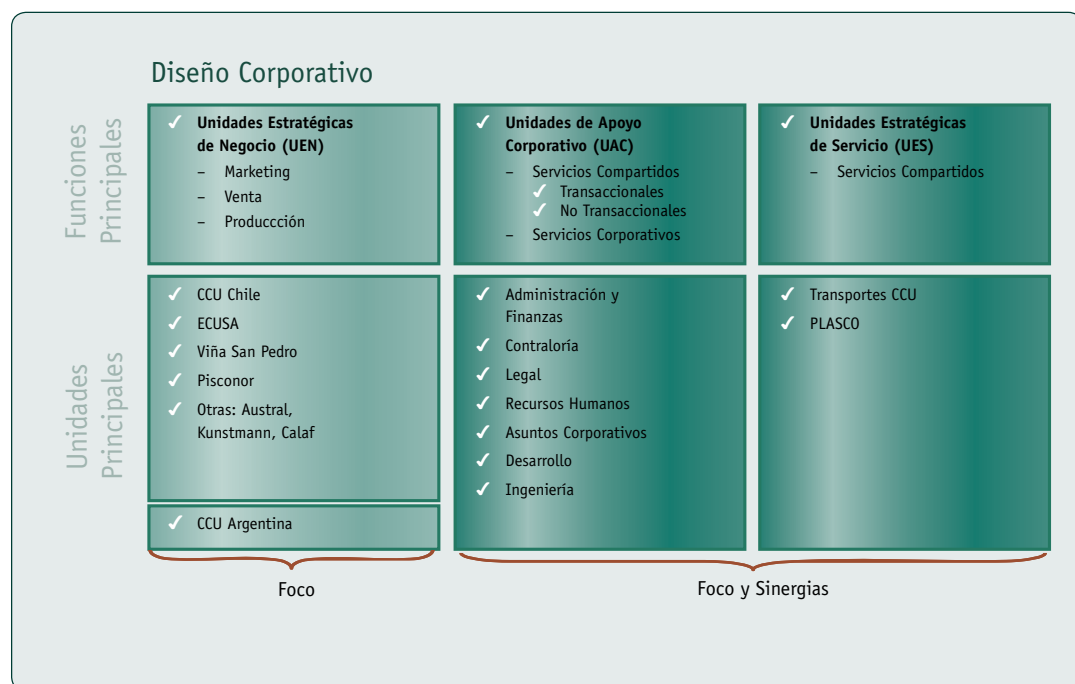 Diseño Corporativo
Funciones
Principales
✓ Unidades Estratégicas
de Negocio (UEN)
– Marketing
– Venta
– Produccción
✓ Unidades de Apoyo
Corporativo (UAC)
– Servicios Compartidos
✓ Transaccionales
✓ No Transaccionales
– Servicios Corporativos
✓ Unidades Estratégicas
de Servicio (UES)
– Servicios Compartidos
Unidades
Principales
✓ CCU Chile
✓ ECUSA
✓ Viña San Pedro
✓ Pisconor
✓ Otras: Austral,
Kunstmann, Calaf
✓ CCU Argentina
✓ Administración y
Finanzas
✓ Contraloría
✓ Legal
✓ Recursos Humanos
✓ Asuntos Corporativos
✓ Desarrollo
✓ Ingeniería
✓ Transportes CCU
✓ PLASCO
Foco
Foco y Sinergias